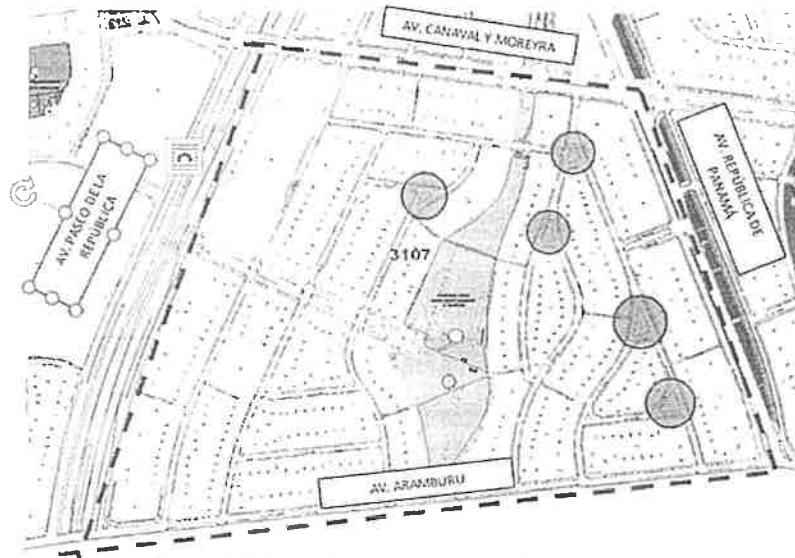 AV. CANAVAL Y MOREYRA
AV. REPÚBLICA DE
PANAMÁ
AV. PASEO DE LA
REPÚBLICA
3107
AV. ARAMBURU